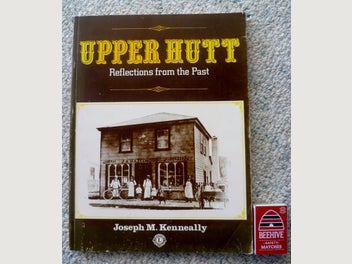 UPPER HUTT
Reflections from the Past
Joseph M. Kenneally
BEEHIVE
SAFETY
MATCHES